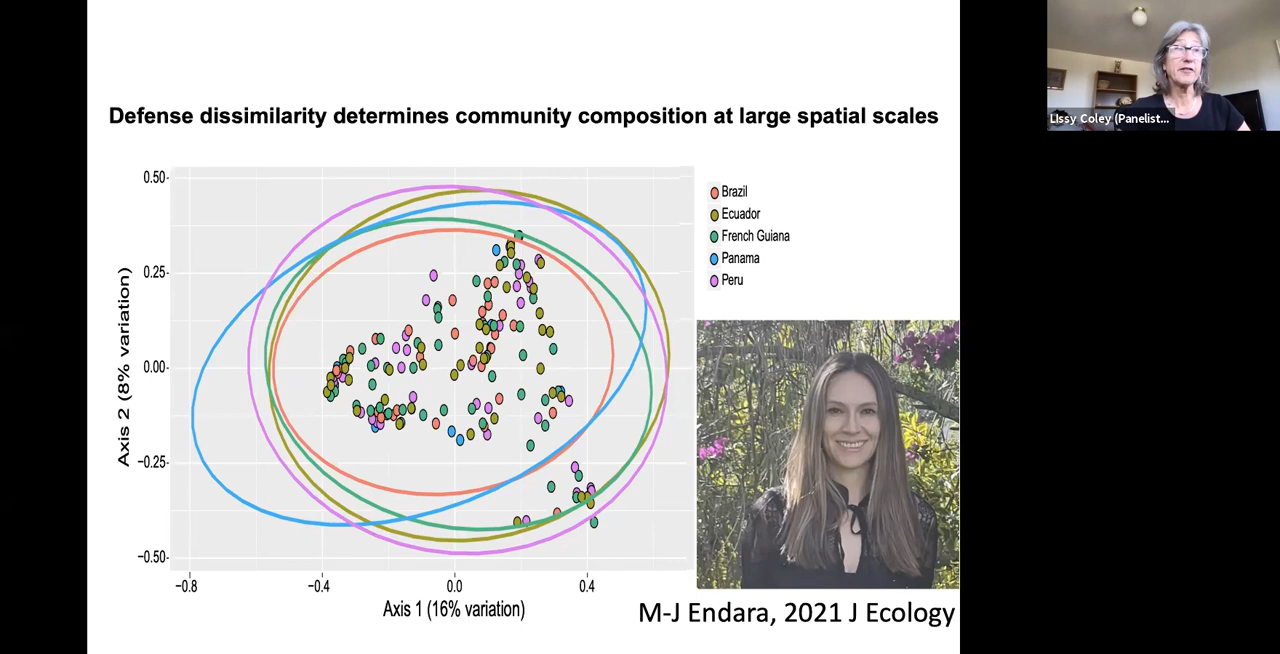 Defense dissimilarity determines community composition at large spatial scales
0.50
0.25
0.00
−0.25
−0.50
Axis 2 (8% variation)
−0.8
−0.4
0.0
0.4
Axis 1 (16% variation)
Brazil
Ecuador
French Guiana
Panama
Peru
M-J Endara, 2021 J Ecology
Lissy Coley (Panelist...